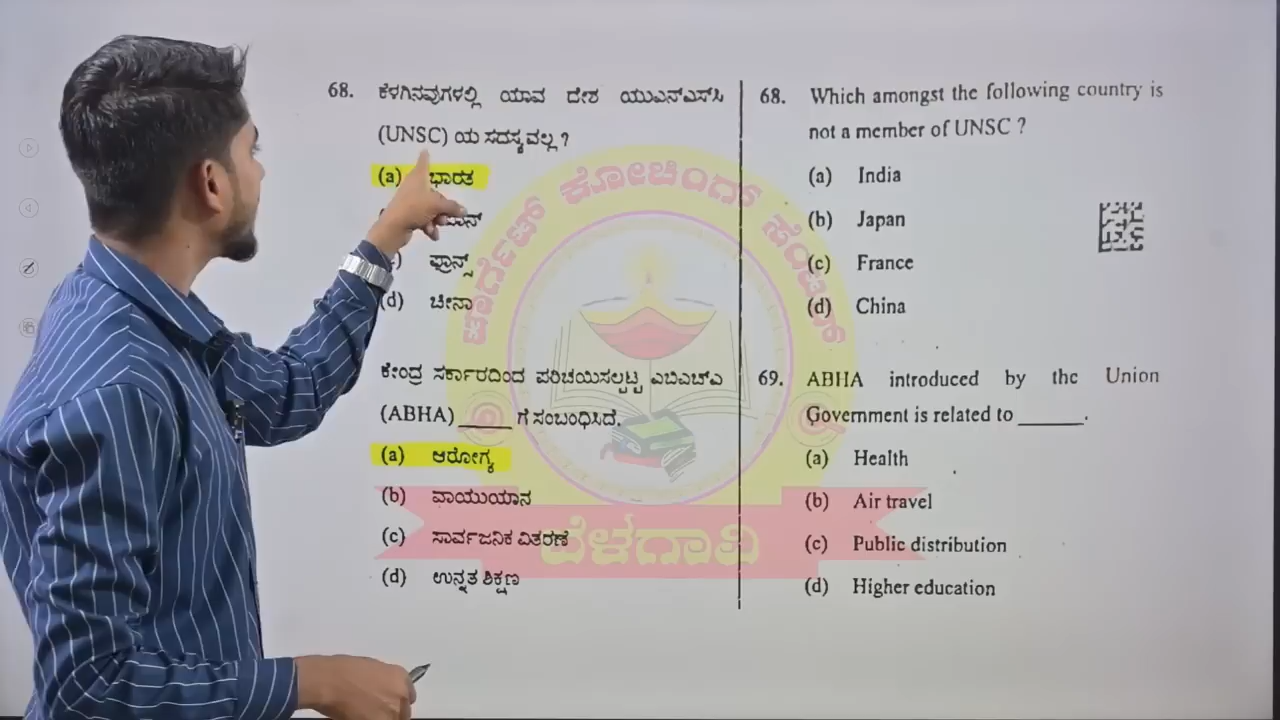 68. ಕೆಳಗಿನವುಗಳಲ್ಲಿ ಯಾವ ದೇಶ ಯುಎನ್ಎಸ್‌ಸಿ
(UNSC) ಯ ಸದಸ್ಯವಲ್ಲ ?
(a) ಭಾರತ
(c) ಫ್ರಾನ್ಸ್
(d) ಚೀನಾ
ಕೇಂದ್ರ ಸರ್ಕಾರದಿಂದ ಪರಿಚಯಿಸಲ್ಪಟ್ಟ ಎಬಿಎಚ್ಎ
(ABHA) _____ ಗೆ ಸಂಬಂಧಿಸಿದೆ.
(a) ಆರೋಗ್ಯ
(b) ವಾಯುಯಾನ
(c) ಸಾರ್ವಜನಿಕ ವಿತರಣೆ
(d) ಉನ್ನತ ಶಿಕ್ಷಣ
68. Which amongst the following country is
not a member of UNSC ?
(a) India
(b) Japan
(c) France
(d) China
69. ABHA introduced by the Union
Government is related to _____.
(a) Health
(b) Air travel
(c) Public distribution
(d) Higher education
ಟಾರ್ಗೆಟ್ ಕೋಚಿಂಗ್ ಸೆಂಟರ್
ಬೆಳಗಾವಿ